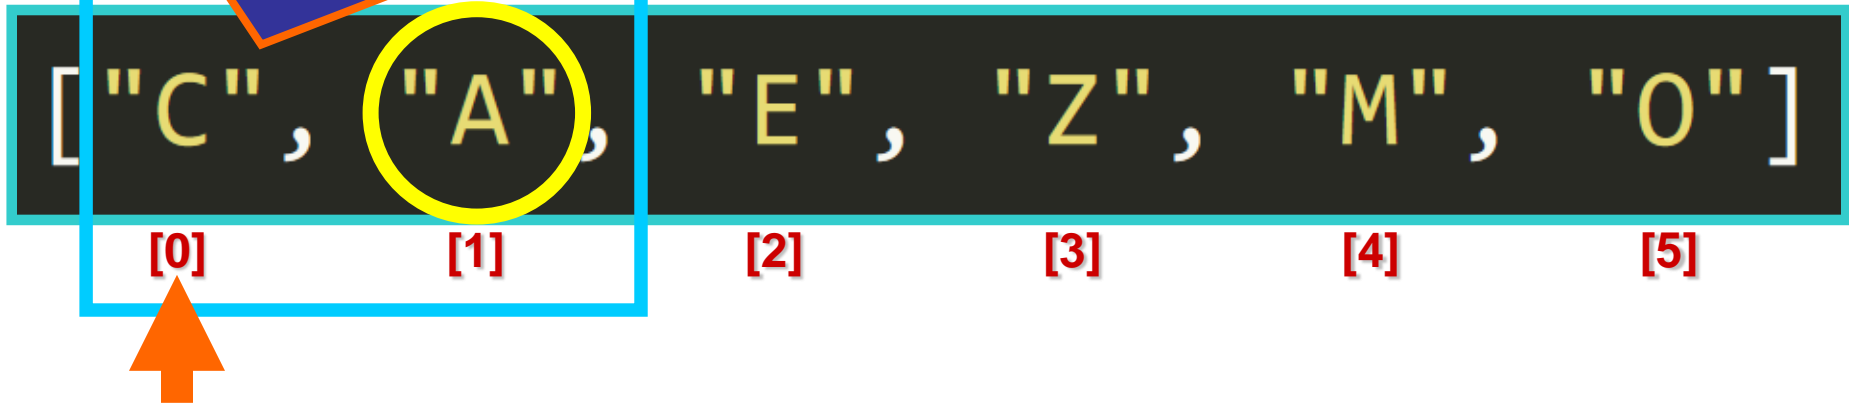 ["C", "A", "E", "Z", "M", "O"]
[0] [1] [2] [3] [4] [5]